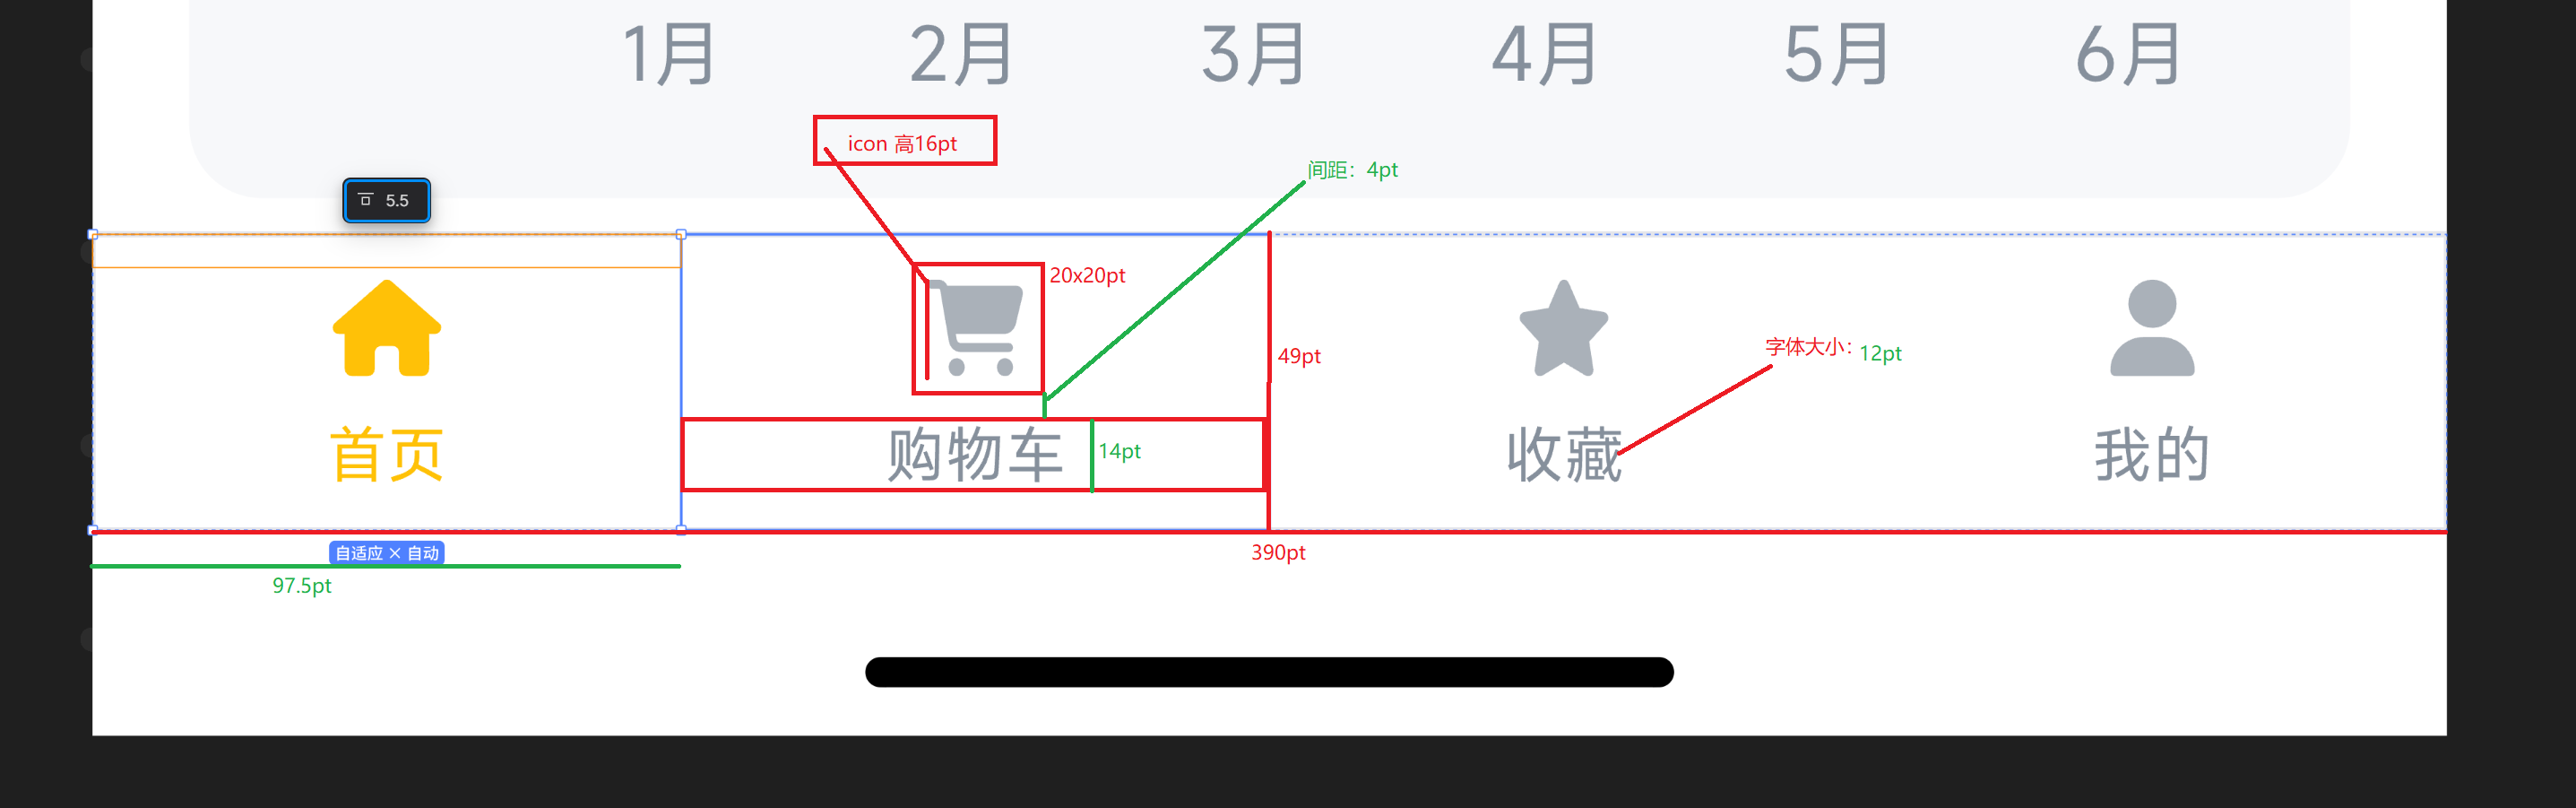 1月 2月 3月 4月 5月 6月
icon 高16pt
间距：4pt
5.5
20x20pt
49pt
字体大小：12pt
首页 购物车 收藏 我的
14pt
自适应 × 自动
390pt
97.5pt